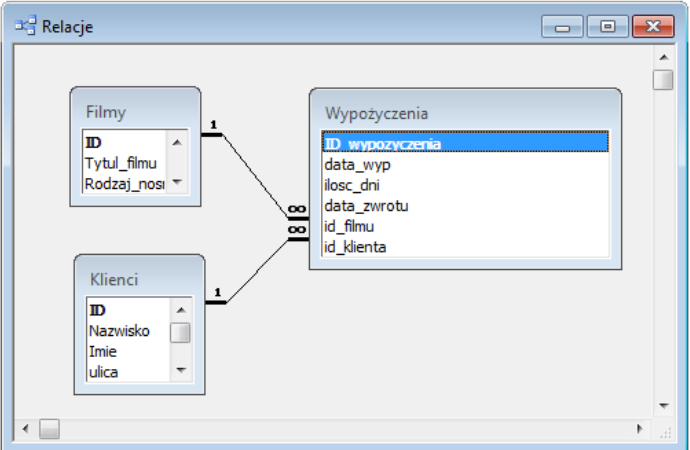 Relacje
Filmy
ID
Tytul_filmu
1
Wypożyczenia
ID_wypozyczenia
data_wyp
ilosc_dni
data_zwrotu
id_filmu
id_klienta
∞
∞
Klienci
ID
Nazwisko
Imie
ulica
1